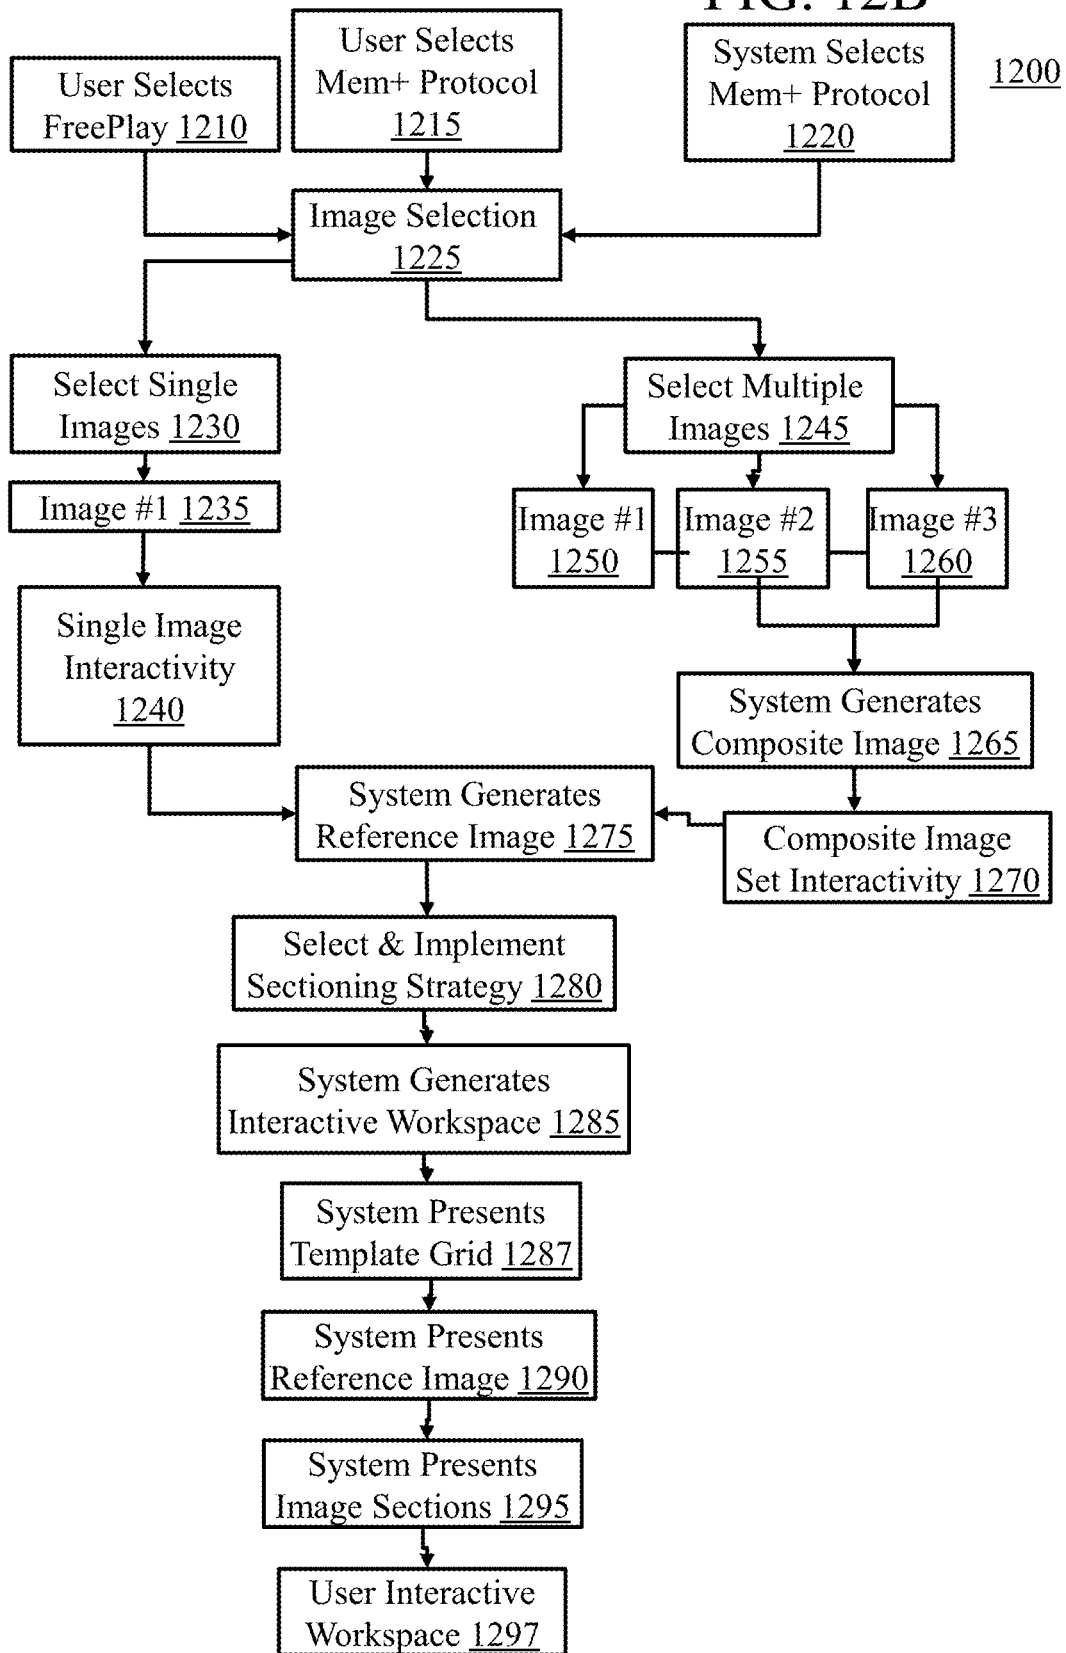 FIG. 12B
1200
User Selects
FreePlay 1210
User Selects
Mem+ Protocol
1215
System Selects
Mem+ Protocol
1220
Image Selection
1225
Select Single
Images 1230
Select Multiple
Images 1245
Image #1 1235
Image #1
1250
Image #2
1255
Image #3
1260
Single Image
Interactivity
1240
System Generates
Composite Image 1265
System Generates
Reference Image 1275
Composite Image
Set Interactivity 1270
Select & Implement
Sectioning Strategy 1280
System Generates
Interactive Workspace 1285
System Presents
Template Grid 1287
System Presents
Reference Image 1290
System Presents
Image Sections 1295
User Interactive
Workspace 1297